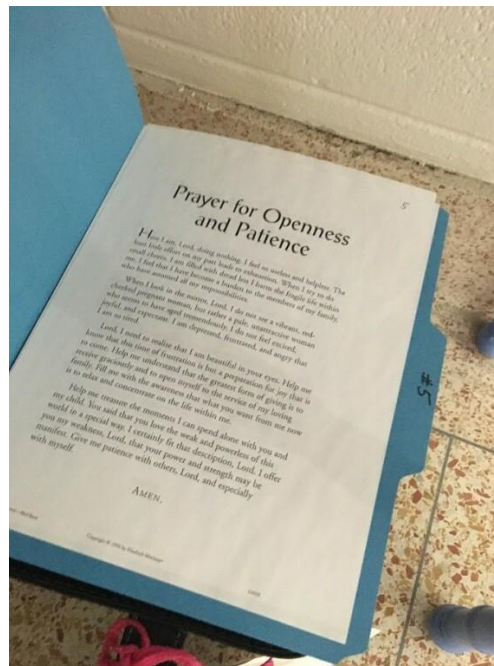 5
Prayer for Openness
and Patience
Here I am, Lord, doing nothing. I feel so useless and helpless. The
least little effort on my part leads to exhaustion. When I try to do
small chores, I am filled with dread lest I harm the fragile life within
me. I feel that I have become a burden to the members of my family,
who have assumed all my responsibilities.
When I look in the mirror, Lord, I do not see a vibrant, red-
cheeked pregnant woman, but rather a pale, unattractive woman
who seems to have aged tremendously. I do not feel excited,
joyful, and expectant. I am depressed, frustrated, and angry that
I am so tired.
Lord, I need to realize that I am beautiful in your eyes. Help me
know that this time of frustration is but a preparation for joy that is
to come. Help me understand that the greatest form of giving is to
receive graciously and to open myself to the service of my loving
family. Fill me with the awareness that what you want from me now
is to relax and concentrate on the life within me.
Help me treasure the moments I can spend alone with you and
my child. You said that you love the weak and powerless of this
world in a special way. I certainly fit that description, Lord. I offer
you my weakness, Lord, that your power and strength may be
manifest. Give me patience with others, Lord, and especially
with myself.
AMEN.
Copyright © by
#5